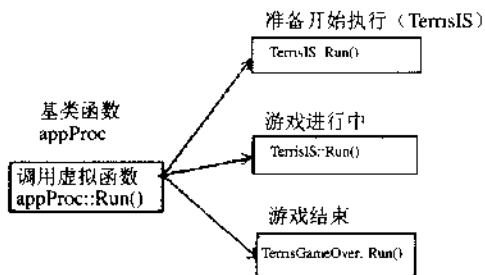 准备开始执行（TerrisIS）
TerrisIS::Run()
基类函数
appProc
调用虚拟函数
appProc::Run()
游戏进行中
TerrisIS::Run()
游戏结束
TerrisGameOver::Run()